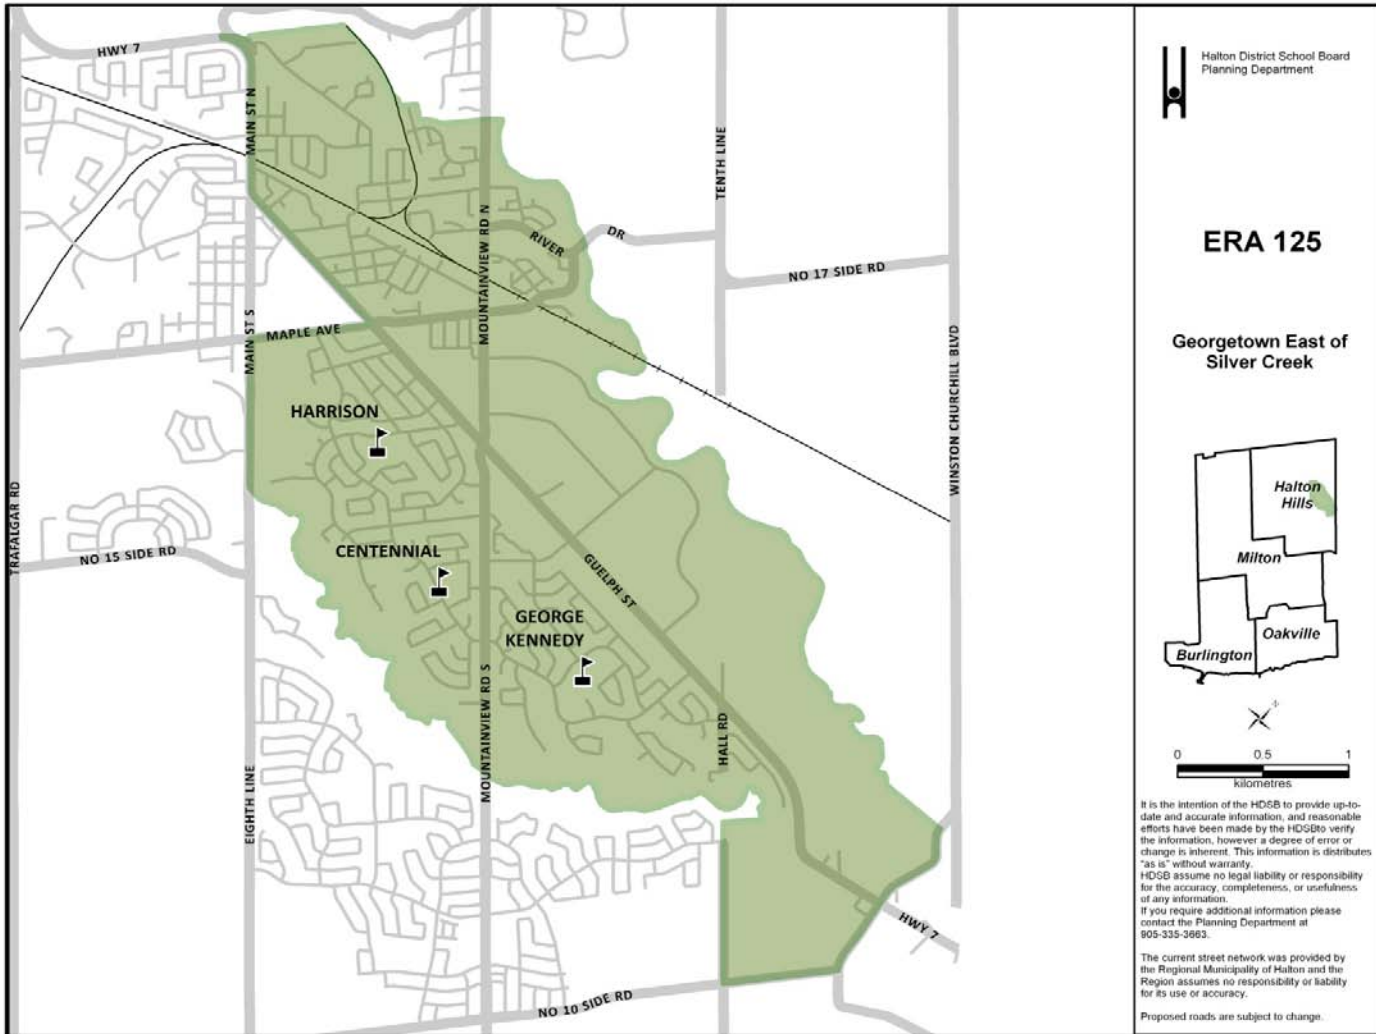 HWY 7
MAIN ST N
TENTH LINE
MOUNTAINVIEW RD N
RIVER
DR
NO 17 SIDE RD
MAIN ST S
MAPLE AVE
WINSTON CHURCHILL BLVD
HARRISON
TRAFALGAR RD
NO 15 SIDE RD
CENTENNIAL
GUELPH ST
GEORGE
KENNEDY
MOUNTAINVIEW RD S
HALL RD
EIGHTH LINE
HWY 7
NO 10 SIDE RD
Halton District School Board
Planning Department
ERA 125
Georgetown East of
Silver Creek
Halton
Hills
Milton
Oakville
Burlington
0 0.5 1
kilometres
It is the intention of the HDSB to provide up-to-
date and accurate information, and reasonable
efforts have been made by the HDSBto verify
the information, however a degree of error or
change is inherent. This information is distributes
"as is" without warranty.
HDSB assume no legal liability or responsibility
for the accuracy, completeness, or usefulness
of any information.
If you require additional information please
contact the Planning Department at
905-335-3663.
The current street network was provided by
the Regional Municipality of Halton and the
Region assumes no responsibility or liability
for its use or accuracy.
Proposed roads are subject to change.